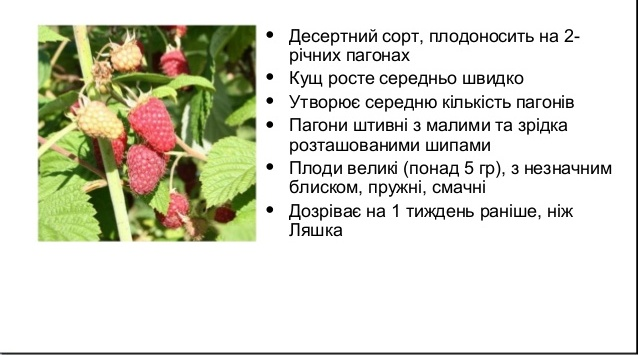 • Десертний сорт, плодоносить на 2-
річних пагонах
• Кущ росте середньо швидко
• Утворює середню кількість пагонів
• Пагони штивні з малими та зрідка
розташованими шипами
• Плоди великі (понад 5 гр), з незначним
блиском, пружні, смачні
• Дозріває на 1 тиждень раніше, ніж
Ляшка